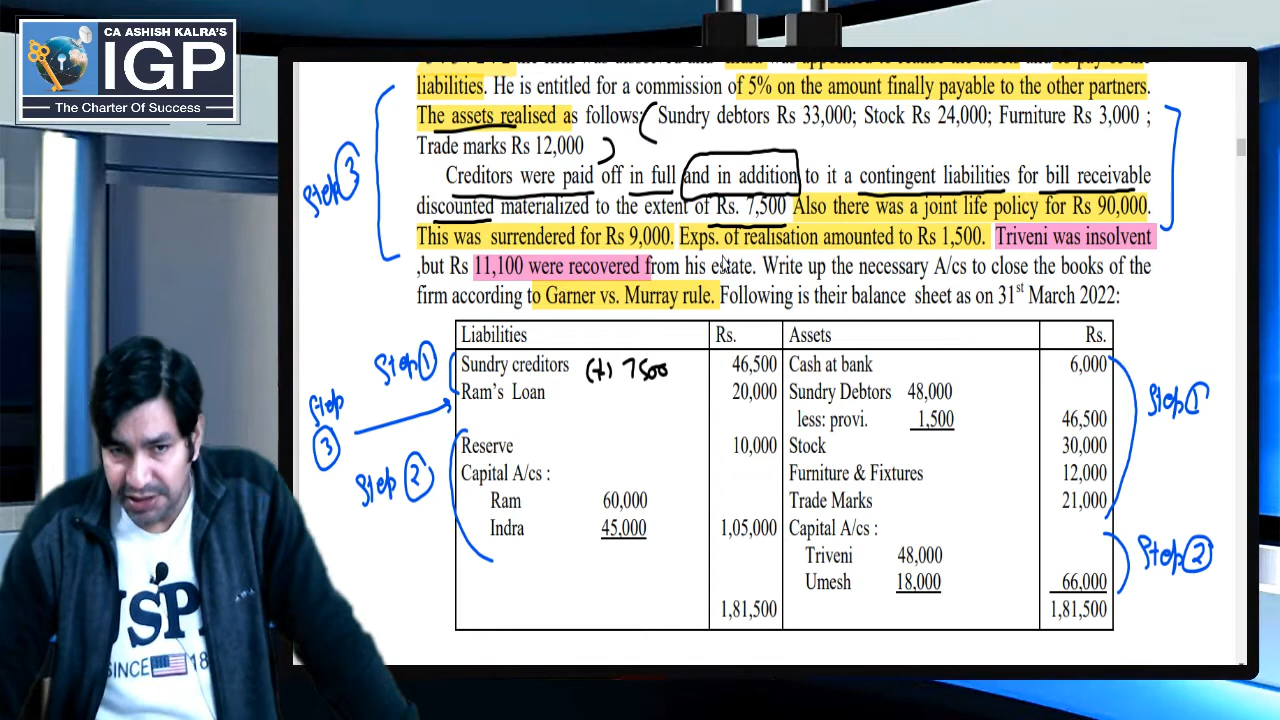 CA ASHISH KALRA'S
IGP
The Charter Of Success
liabilities. He is entitled for a commission of 5% on the amount finally payable to the other partners.
The assets realised as follows: Sundry debtors Rs 33,000; Stock Rs 24,000; Furniture Rs 3,000 ;
Trade marks Rs 12,000
Creditors were paid off in full and in addition to it a contingent liabilities for bill receivable
discounted materialized to the extent of Rs. 7,500 Also there was a joint life policy for Rs 90,000.
This was surrendered for Rs 9,000. Exps. of realisation amounted to Rs 1,500. Triveni was insolvent
,but Rs 11,100 were recovered from his estate. Write up the necessary A/cs to close the books of the
firm according to Garner vs. Murray rule. Following is their balance sheet as on 31st March 2022:
Step 3
Liabilities Rs. Assets Rs.
Sundry creditors (+) 7500 46,500 Cash at bank 6,000
Ram's Loan 20,000 Sundry Debtors 48,000
less: provi. 1,500 46,500
Reserve 10,000 Stock 30,000
Capital A/cs : Furniture & Fixtures 12,000
Ram 60,000 Trade Marks 21,000
Indra 45,000 1,05,000 Capital A/cs :
Triveni 48,000
Umesh 18,000 66,000
1,81,500 1,81,500
Step 1
Step 3
Step 2
Step 1
Step 2
USPA
SINCE 18